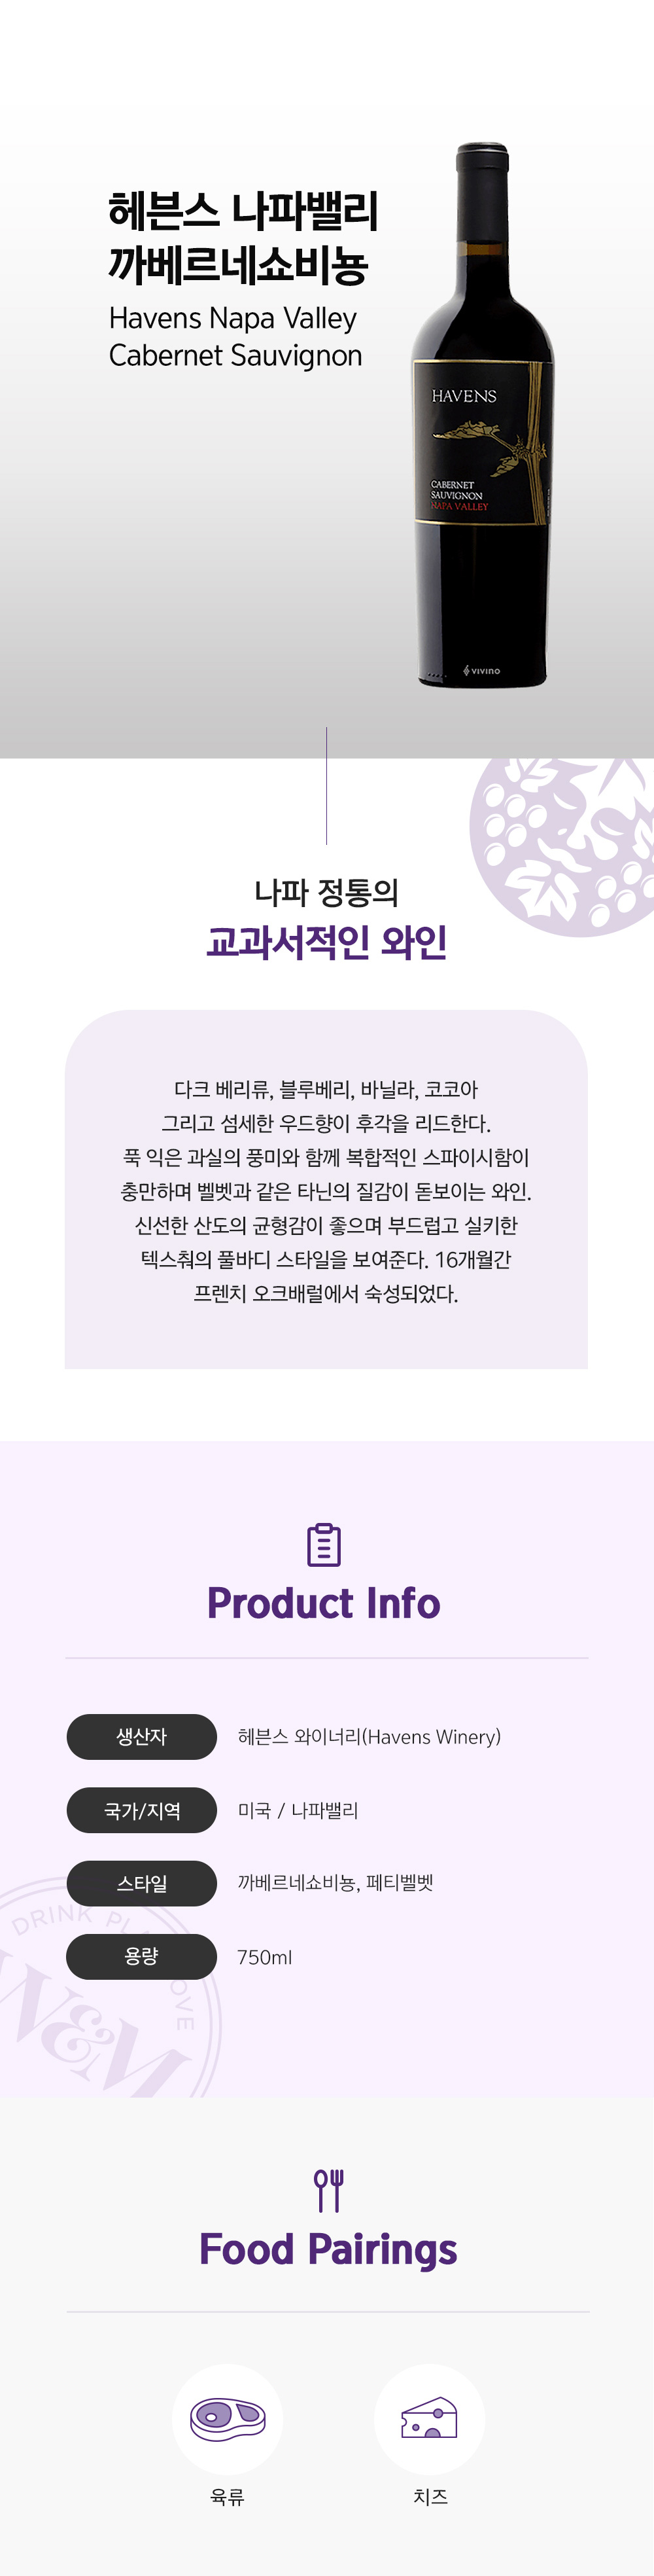 헤븐스 나파밸리
까베르네쇼비뇽
Havens Napa Valley
Cabernet Sauvignon
HAVENS
CABERNET
SAUVIGNON
NAPA VALLEY
vivino
나파 정통의
교과서적인 와인
다크 베리류, 블루베리, 바닐라, 코코아
그리고 섬세한 우드향이 후각을 리드한다.
푹 익은 과실의 풍미와 함께 복합적인 스파이시함이
충만하며 벨벳과 같은 타닌의 질감이 돋보이는 와인.
신선한 산도의 균형감이 좋으며 부드럽고 실키한
텍스춰의 풀바디 스타일을 보여준다. 16개월간
프렌치 오크배럴에서 숙성되었다.
Product Info
생산자 헤븐스 와이너리(Havens Winery)
국가/지역 미국 / 나파밸리
스타일 까베르네쇼비뇽, 페티벨벳
용량 750ml
DRINK
W&M
Food Pairings
육류 치즈